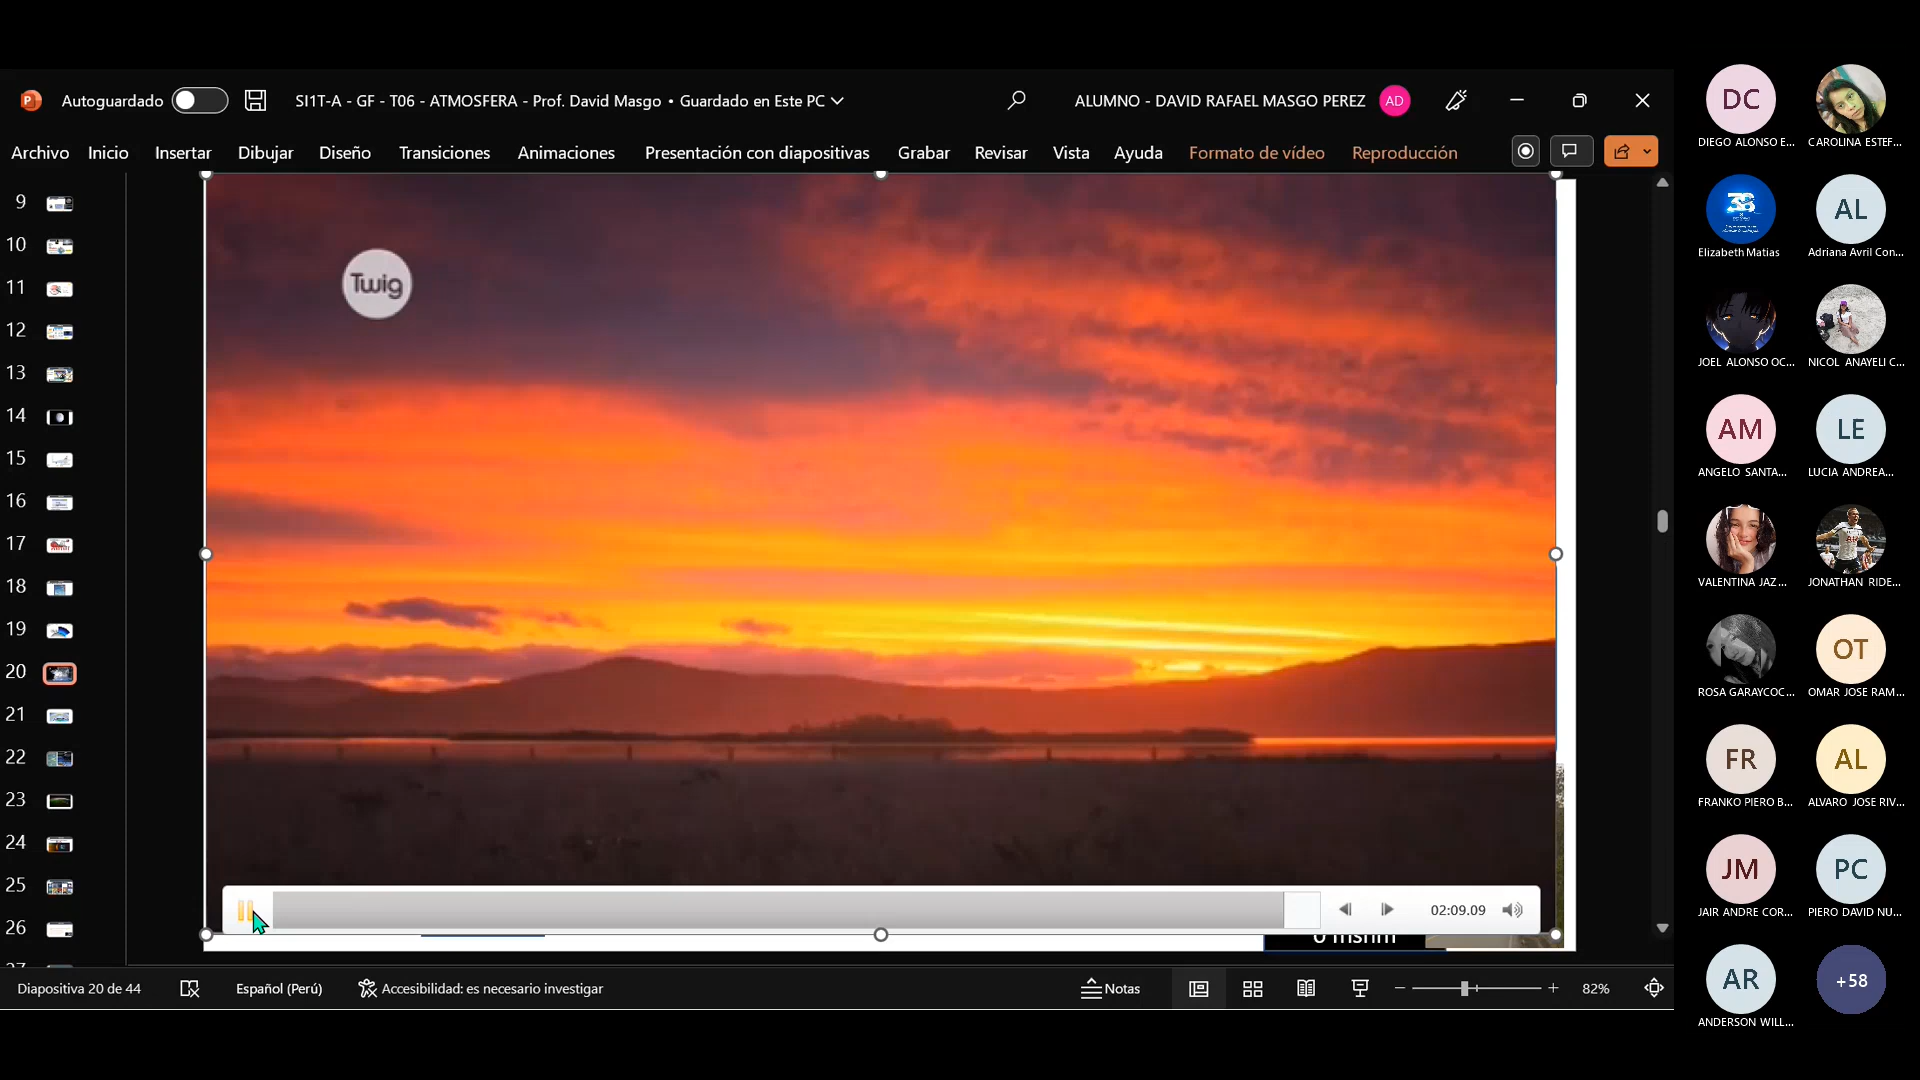 Autoguardado
SI1T-A - GF - T06 - ATMOSFERA - Prof. David Masgo • Guardado en Este PC
ALUMNO - DAVID RAFAEL MASGO PEREZ
AD
Archivo Inicio Insertar Dibujar Diseño Transiciones Animaciones Presentación con diapositivas Grabar Revisar Vista Ayuda Formato de vídeo Reproducción
9
10
11
12
13
14
15
16
17
18
19
20
21
22
23
24
25
26
27
Twig
02:09.09
0 msnm
Diapositiva 20 de 44
Español (Perú)
Accesibilidad: es necesario investigar
Notas
82%
DC
DIEGO ALONSO E...
CAROLINA ESTEF...
38
Elizabeth Matias
AL
Adriana Avril Con...
JOEL ALONSO OC...
NICOL ANAYELI C...
AM
ANGELO SANTA...
LE
LUCIA ANDREA...
VALENTINA JAZ...
JONATHAN RIDE...
ROSA GARAYCOC...
OT
OMAR JOSE RAM...
FR
FRANKO PIERO B...
AL
ALVARO JOSE RIV...
JM
JAIR ANDRE COR...
PC
PIERO DAVID NU...
AR
ANDERSON WILL...
+58